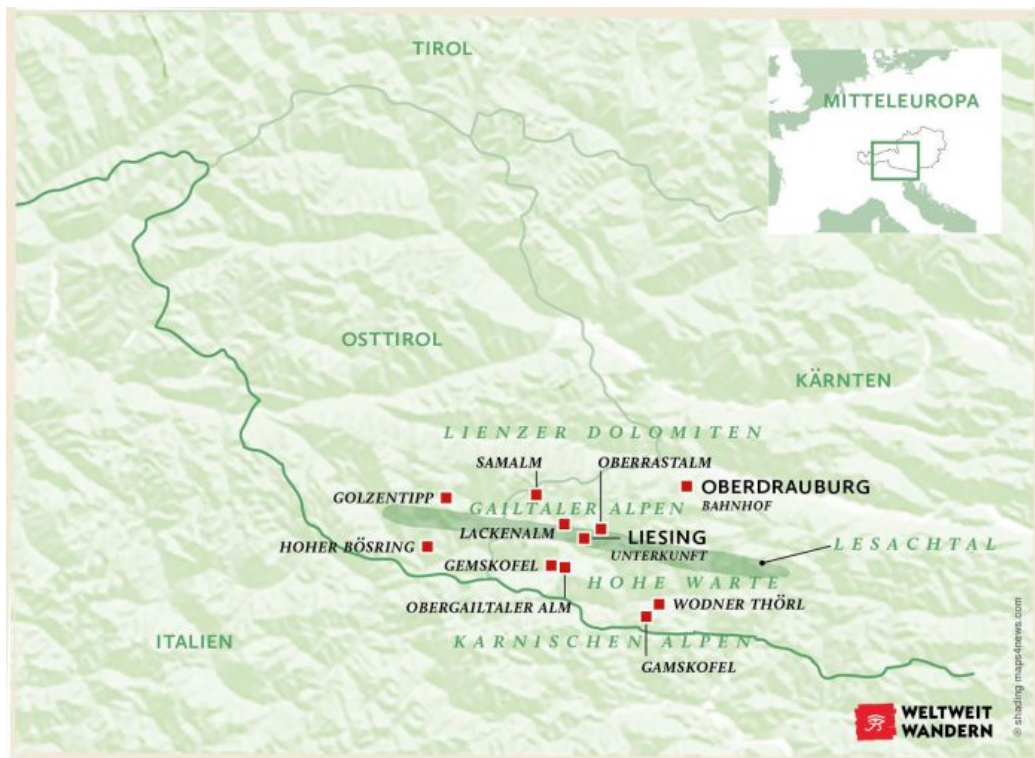 TIROL
MITTELEUROPA
OSTTIROL
KÄRNTEN
LIENZER DOLOMITEN
SAMALM
OBERRASTALM
GOLZENTIPP
GAILTALER ALPEN
OBERDRAUBURG
BAHNHOF
LACKENALM
LIESING
UNTERKUNFT
LESACHTAL
HOHER BÖSRING
GEMSKOFEL
HOHE WARTE
OBERGAILTALER ALM
WODNER THÖRL
ITALIEN
KARNISCHEN ALPEN
GAMSKOFEL
WELTWEIT
WANDERN
© shading maps4news.com